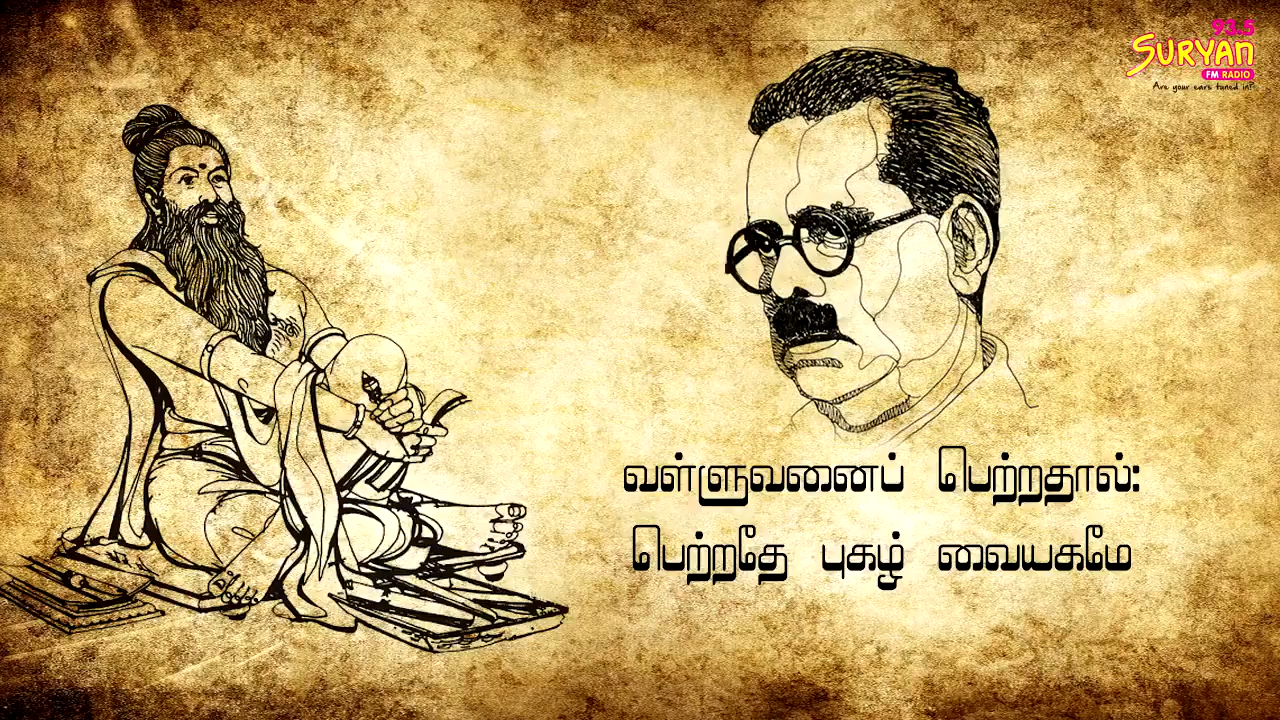 93.5
SURYAN
FM RADIO
Are your ears tuned in?
வள்ளுவனைப் பெற்றதால்:
பெற்றதே புகழ் வையகமே